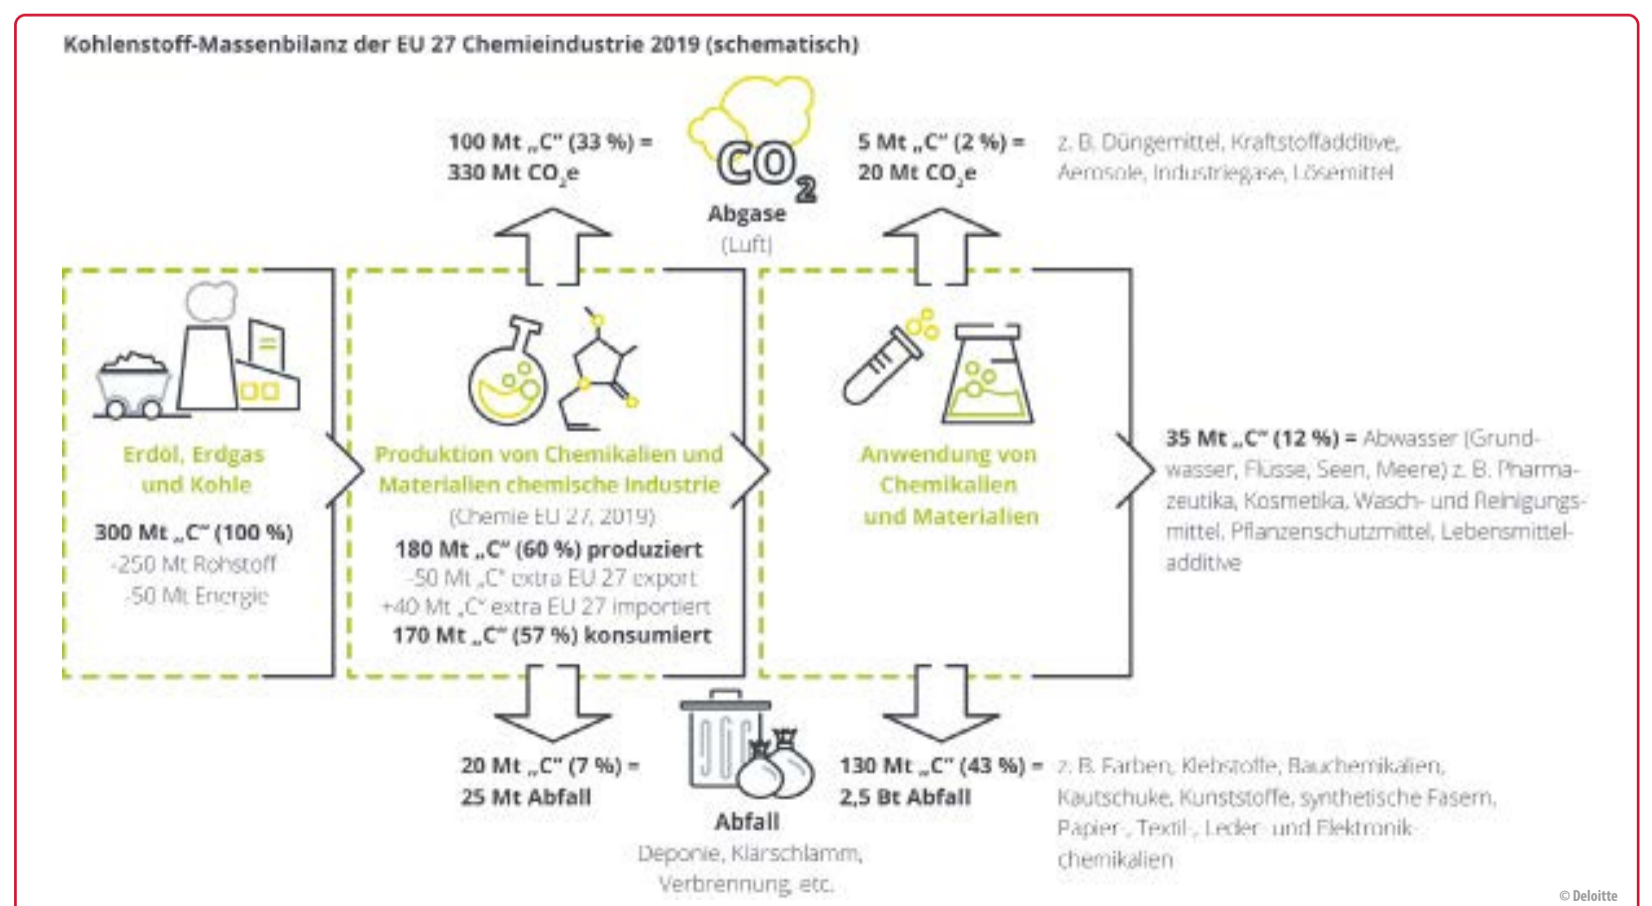 Kohlenstoff-Massenbilanz der EU 27 Chemieindustrie 2019 (schematisch)
100 Mt „C“ (33 %) =
330 Mt CO₂e
CO₂
Abgase
(Luft)
5 Mt „C“ (2 %) =
20 Mt CO₂e
z. B. Düngemittel, Kraftstoffadditive,
Aerosole, Industriegase, Lösemittel
Erdöl, Erdgas
und Kohle
300 Mt „C“ (100 %)
-250 Mt Rohstoff
-50 Mt Energie
Produktion von Chemikalien und
Materialien chemische Industrie
(Chemie EU 27, 2019)
180 Mt „C“ (60 %) produziert
-50 Mt „C“ extra EU 27 export
+40 Mt „C“ extra EU 27 importiert
170 Mt „C“ (57 %) konsumiert
Anwendung von
Chemikalien
und Materialien
35 Mt „C“ (12 %) = Abwasser (Grund-
wasser, Flüsse, Seen, Meere) z. B. Pharma-
zeutika, Kosmetika, Wasch- und Reinigungs-
mittel, Pflanzenschutzmittel, Lebensmittel-
additive
20 Mt „C“ (7 %) =
25 Mt Abfall
Abfall
Deponie, Klärschlamm,
Verbrennung, etc.
130 Mt „C“ (43 %) =
2,5 Bt Abfall
z. B. Farben, Klebstoffe, Bauchemikalien,
Kautschuke, Kunststoffe, synthetische Fasern,
Papier-, Textil-, Leder- und Elektronik-
chemikalien
© Deloitte